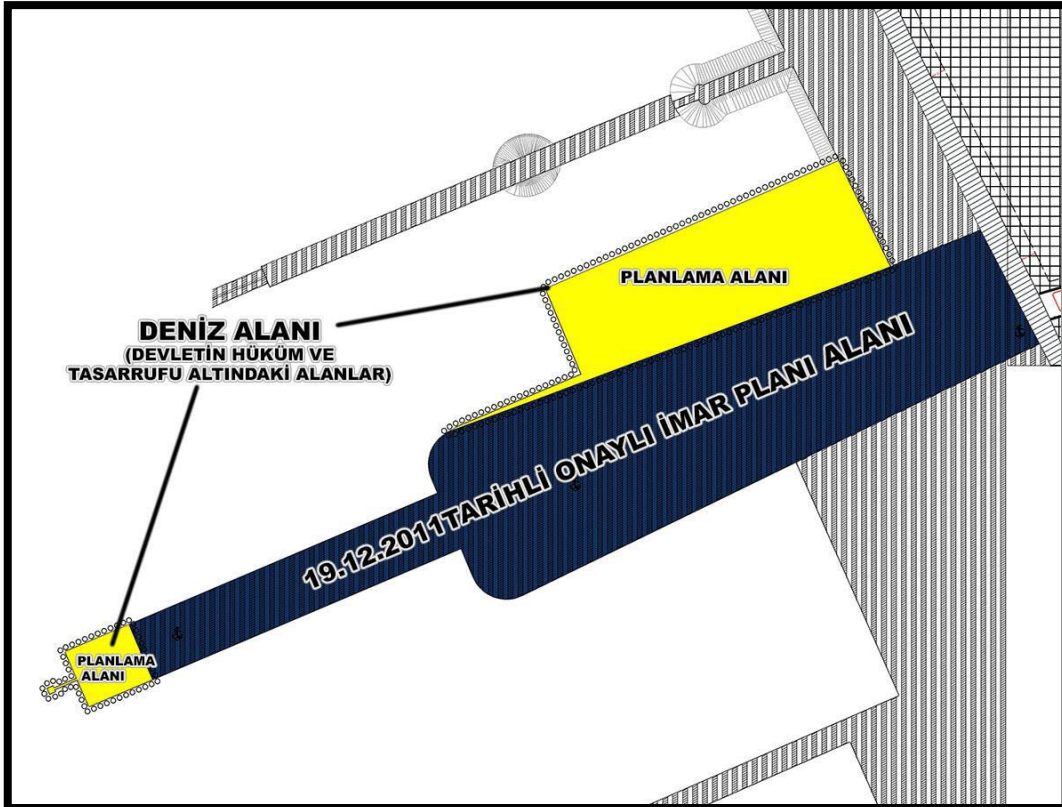 PLANLAMA ALANI
DENİZ ALANI
(DEVLETİN HÜKÜM VE
TASARRUFU ALTINDAKİ ALANLAR)
19.12.2011TARİHLİ ONAYLI İMAR PLANI ALANI
PLANLAMA
ALANI